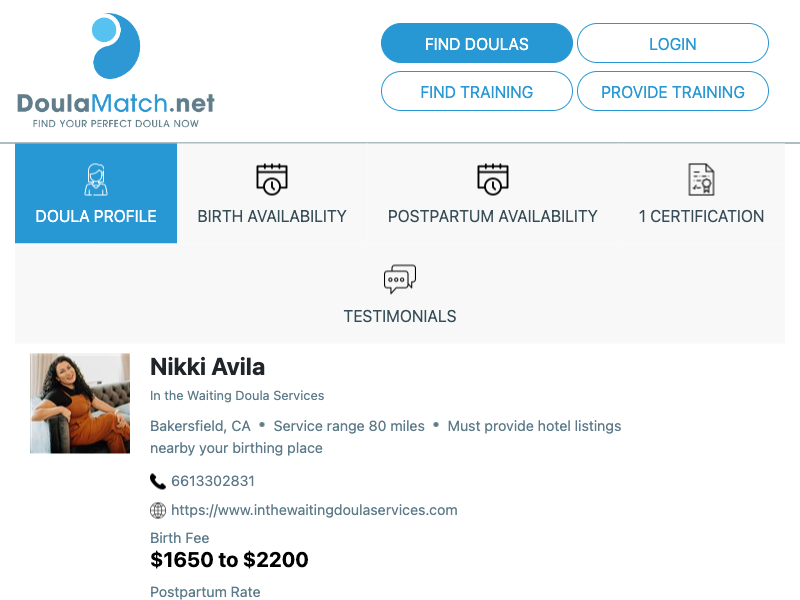 DoulaMatch.net
FIND YOUR PERFECT DOULA NOW
FIND DOULAS
LOGIN
FIND TRAINING
PROVIDE TRAINING
DOULA PROFILE
BIRTH AVAILABILITY
POSTPARTUM AVAILABILITY
1 CERTIFICATION
TESTIMONIALS
Nikki Avila
In the Waiting Doula Services
Bakersfield, CA • Service range 80 miles • Must provide hotel listings
nearby your birthing place
6613302831
https://www.inthewaitingdoulaservices.com
Birth Fee
$1650 to $2200
Postpartum Rate